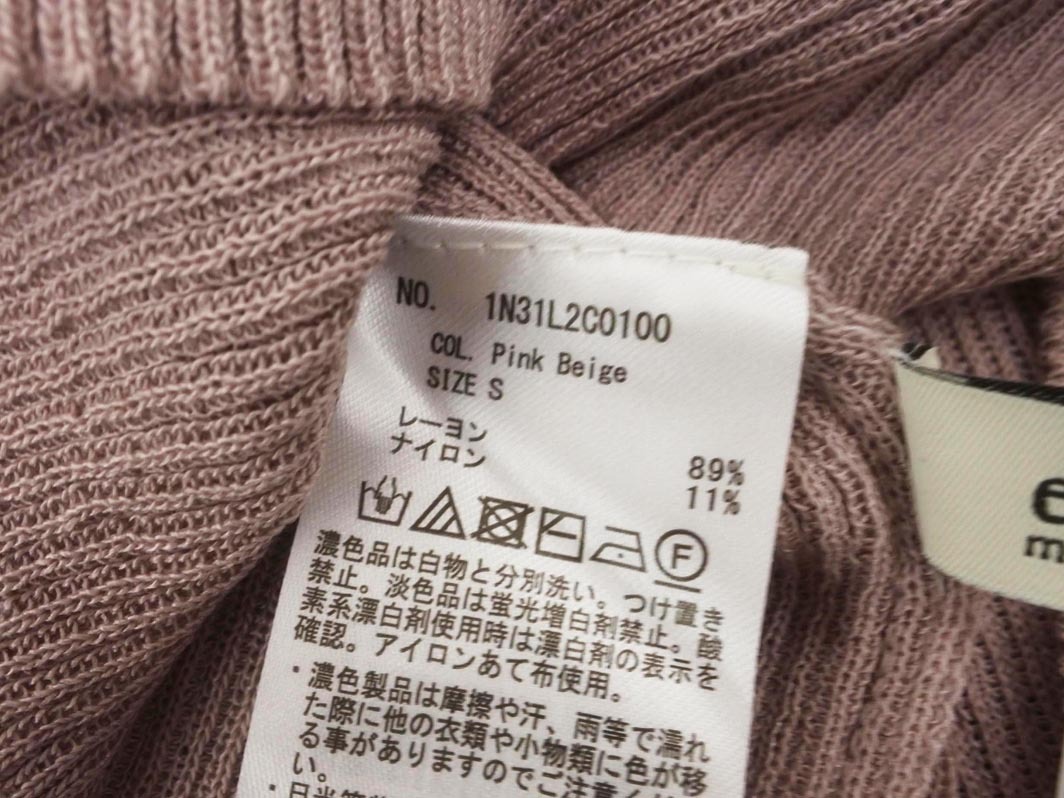 NO. 1N31L2C0100
COL. Pink Beige
SIZE S
レーヨン 89%
ナイロン 11%
F
濃色品は白物と分別洗い。つけ置き
禁止。淡色品は蛍光増白剤禁止。酸
素系漂白剤使用時は漂白剤の表示を
確認。アイロンあて布使用。
・濃色製品は摩擦や汗、雨等で濡れ
た際に他の衣類や小物類に色が移
る事がありますのでご注意くだ
い。
・日光
6
m